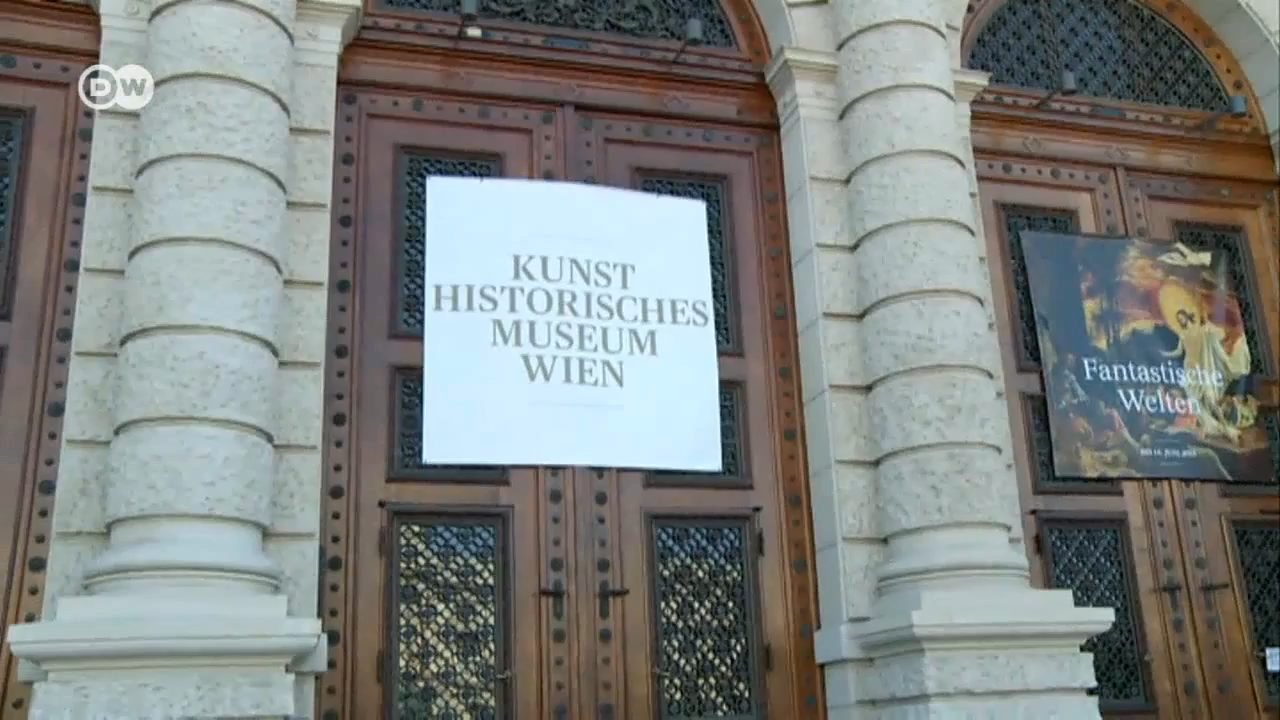 DW
KUNST
HISTORISCHES
MUSEUM
WIEN
Fantastische
Welten